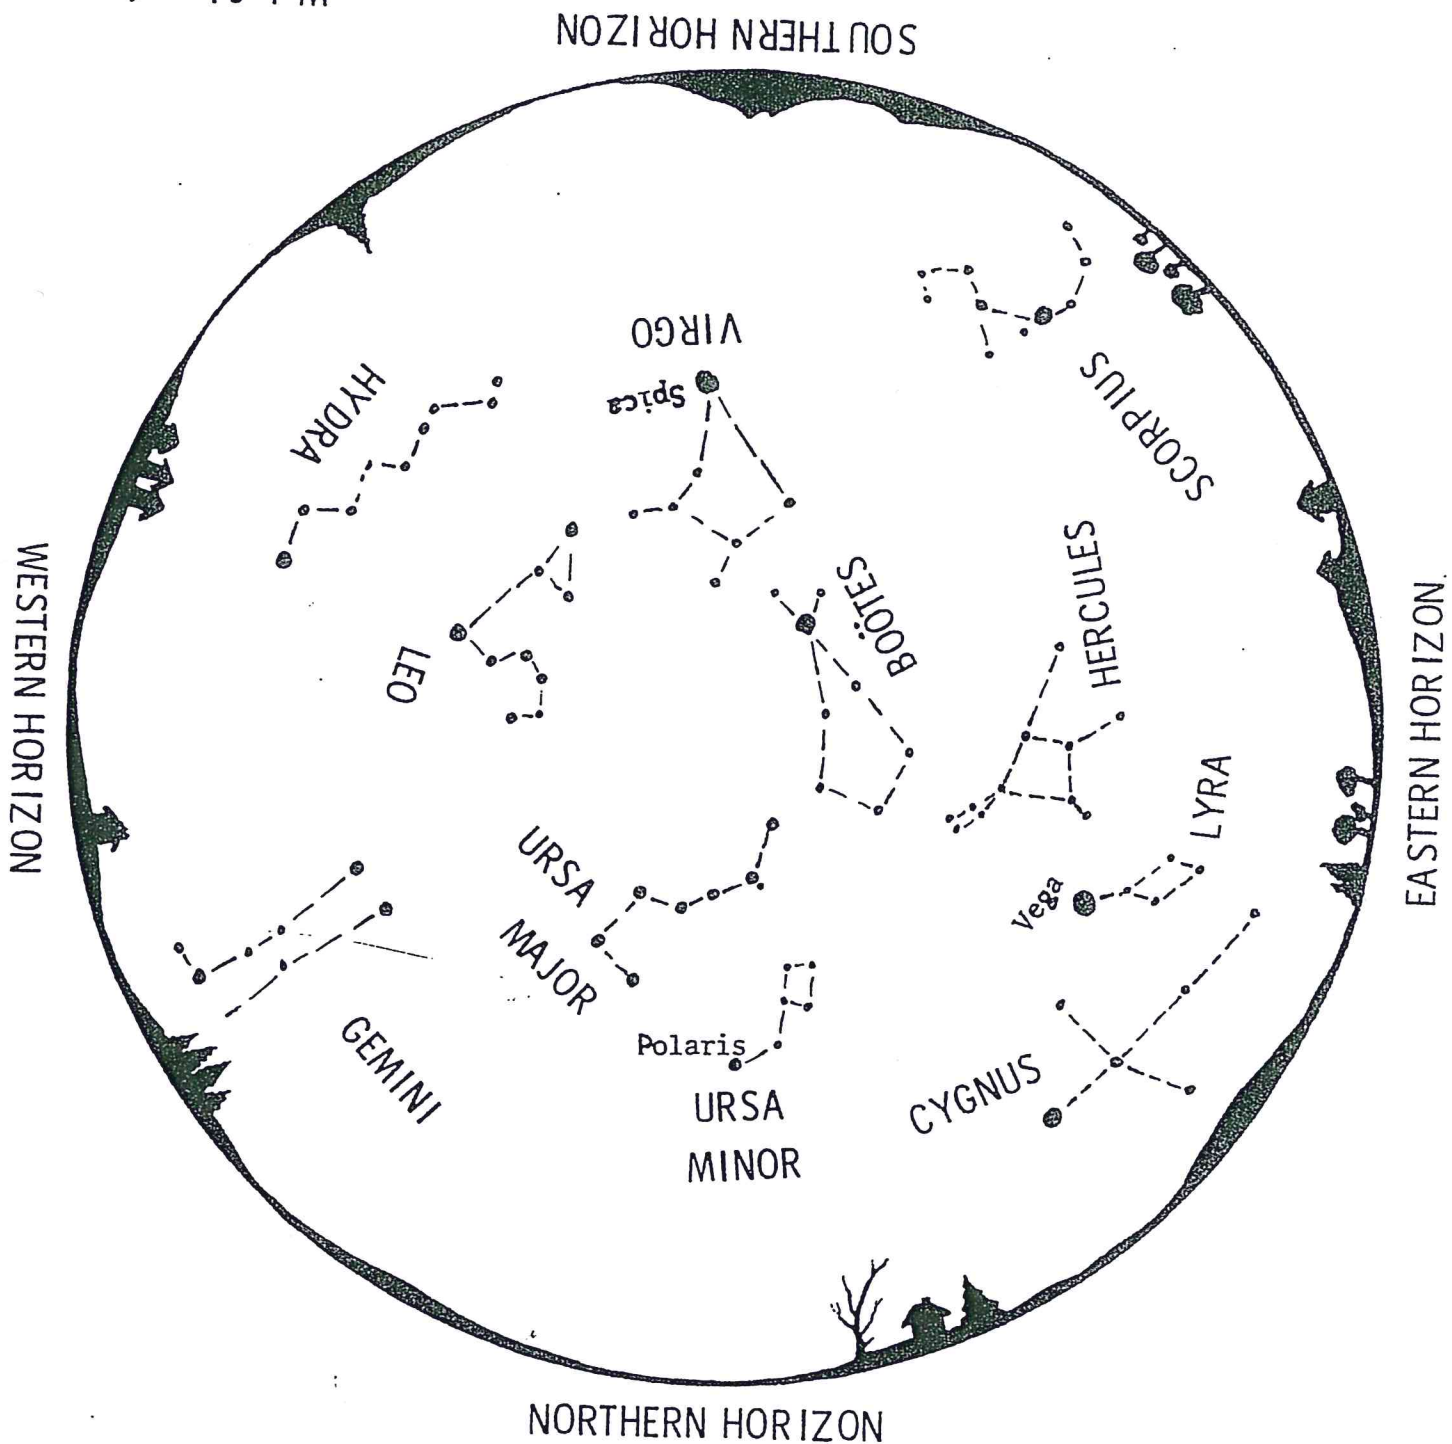 SOUTHERN HORIZON
VIRGO
Spica
HYDRA
SCORPIUS
WESTERN HORIZON
LEO
BOÖTES
HERCULES
EASTERN HORIZON
LYRA
Vega
URSA
MAJOR
GEMINI
Polaris
URSA
MINOR
CYGNUS
NORTHERN HORIZON